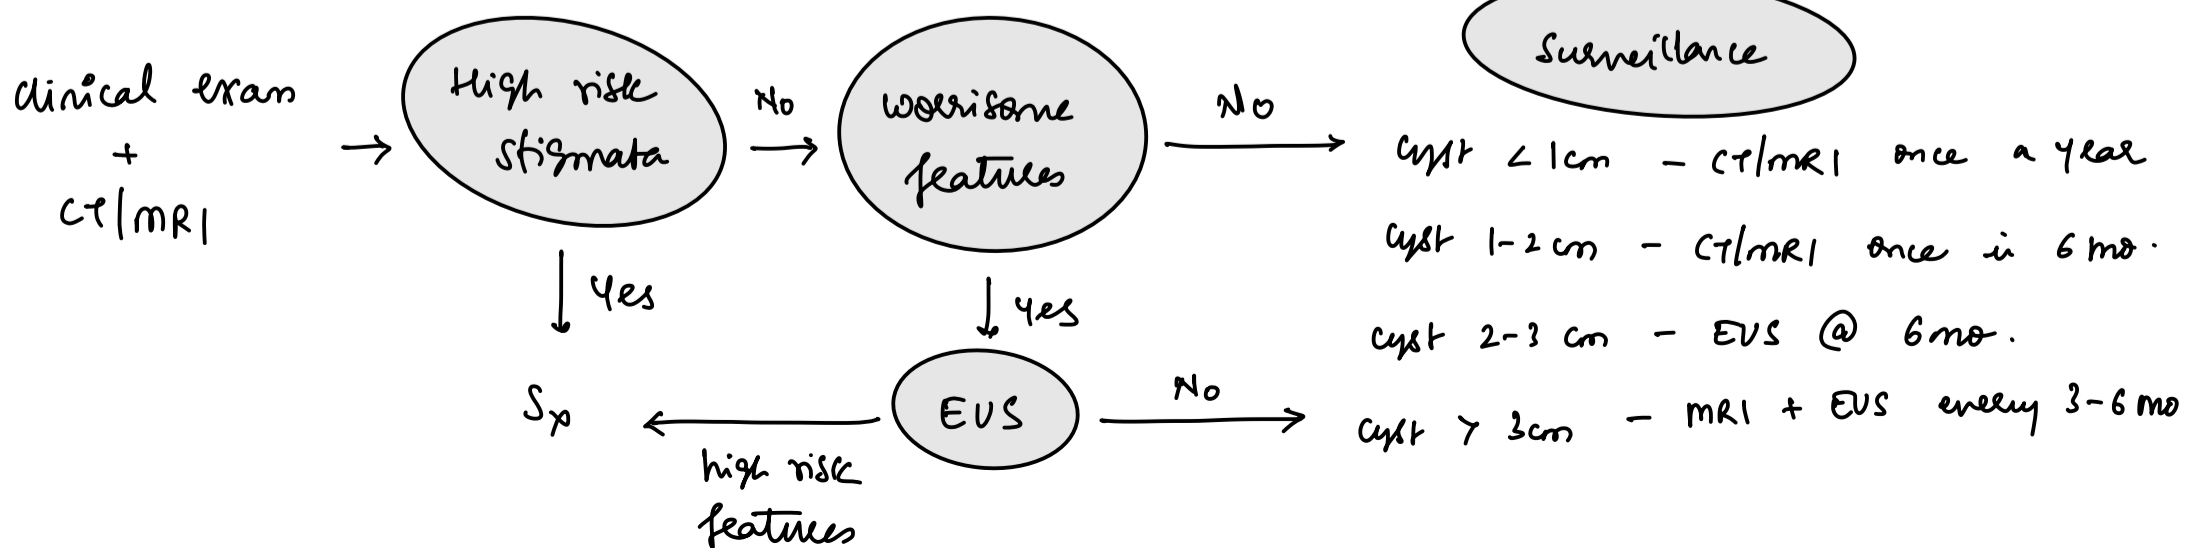 clinical exam
+
CT/MRI
High risk
stigmata
No
worrisome
features
No
Surveillance
cyst < 1cm - CT/MRI once a year
cyst 1-2 cm - CT/MRI once in 6 mo.
cyst 2-3 cm - EUS @ 6 mo.
cyst > 3cm - MRI + EUS every 3-6 mo
Yes
Yes
Sx
high risk
features
EUS
No